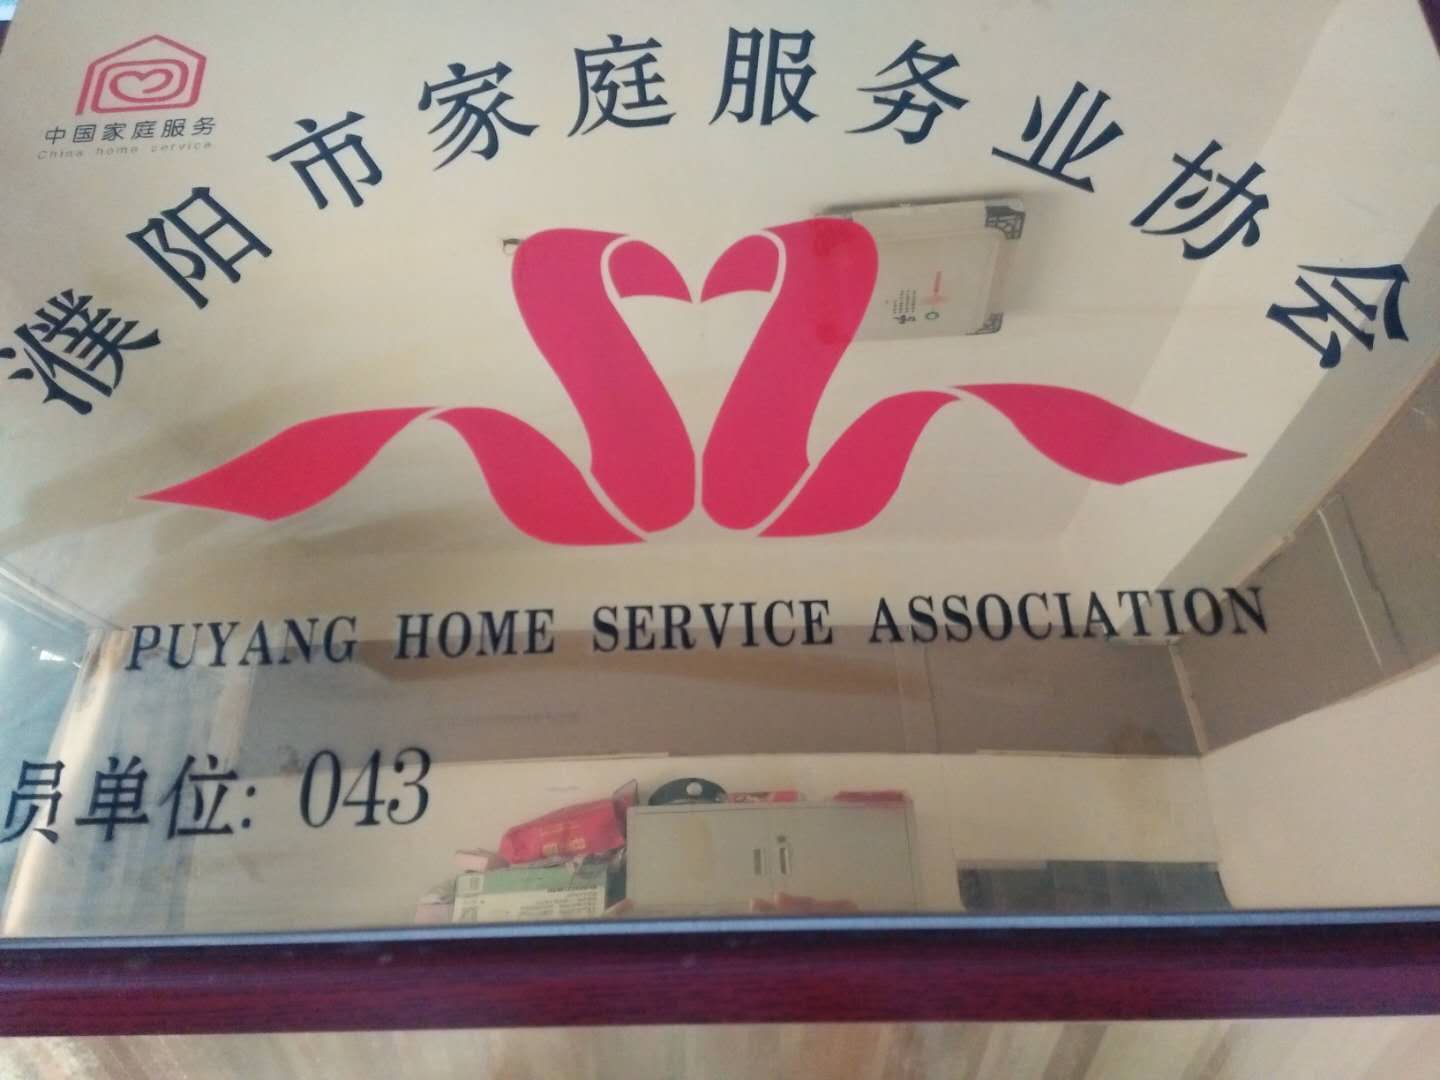 中国家庭服务
China home service
濮阳市家庭服务业协会
PUYANG HOME SERVICE ASSOCIATION
员单位: 043